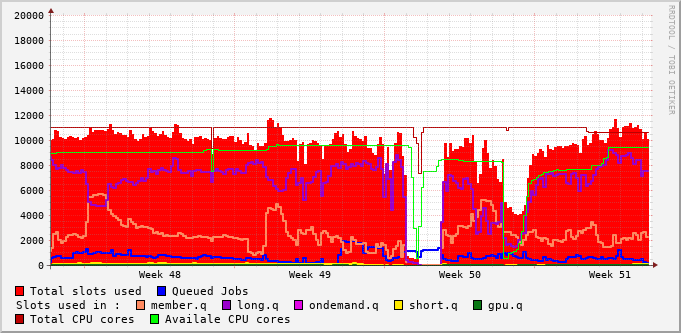 20000
18000
16000
14000
12000
10000
8000
6000
4000
2000
0
Week 48 Week 49 Week 50 Week 51
Total slots used Queued Jobs
Slots used in : member.q long.q ondemand.q short.q gpu.q
Total CPU cores Availale CPU cores
RRDTOOL / TOBI OETIKER